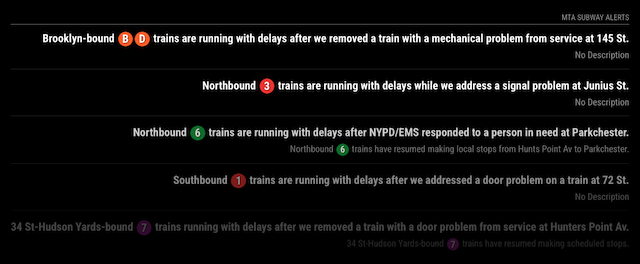 MTA SUBWAY ALERTS
Brooklyn-bound B D trains are running with delays after we removed a train with a mechanical problem from service at 145 St.
No Description
Northbound 3 trains are running with delays while we address a signal problem at Junius St.
No Description
Northbound 6 trains are running with delays after NYPD/EMS responded to a person in need at Parkchester.
Northbound 6 trains have resumed making local stops from Hunts Point Av to Parkchester.
Southbound 1 trains are running with delays after we addressed a door problem on a train at 72 St.
No Description
34 St-Hudson Yards-bound 7 trains running with delays after we removed a train with a door problem from service at Hunters Point Av.
34 St-Hudson Yards-bound 7 trains have resumed making scheduled stops.